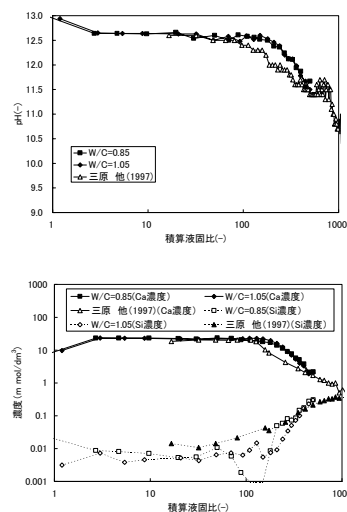 13.0
12.5
12.0
11.5
11.0
10.5
10.0
9.5
9.0
pH(-)
W/C=0.85
W/C=1.05
三原 他(1997)
1 10 100 1000
積算液固比(-)
1000
100
10
1
0.1
0.01
0.001
濃度(m mol/dm³)
W/C=0.85(Ca濃度) W/C=1.05(Ca濃度)
三原 他(1997)(Ca濃度) W/C=0.85(Si濃度)
W/C=1.05(Si濃度) 三原 他(1997)(Si濃度)
1 10 100 1000
積算液固比(-)